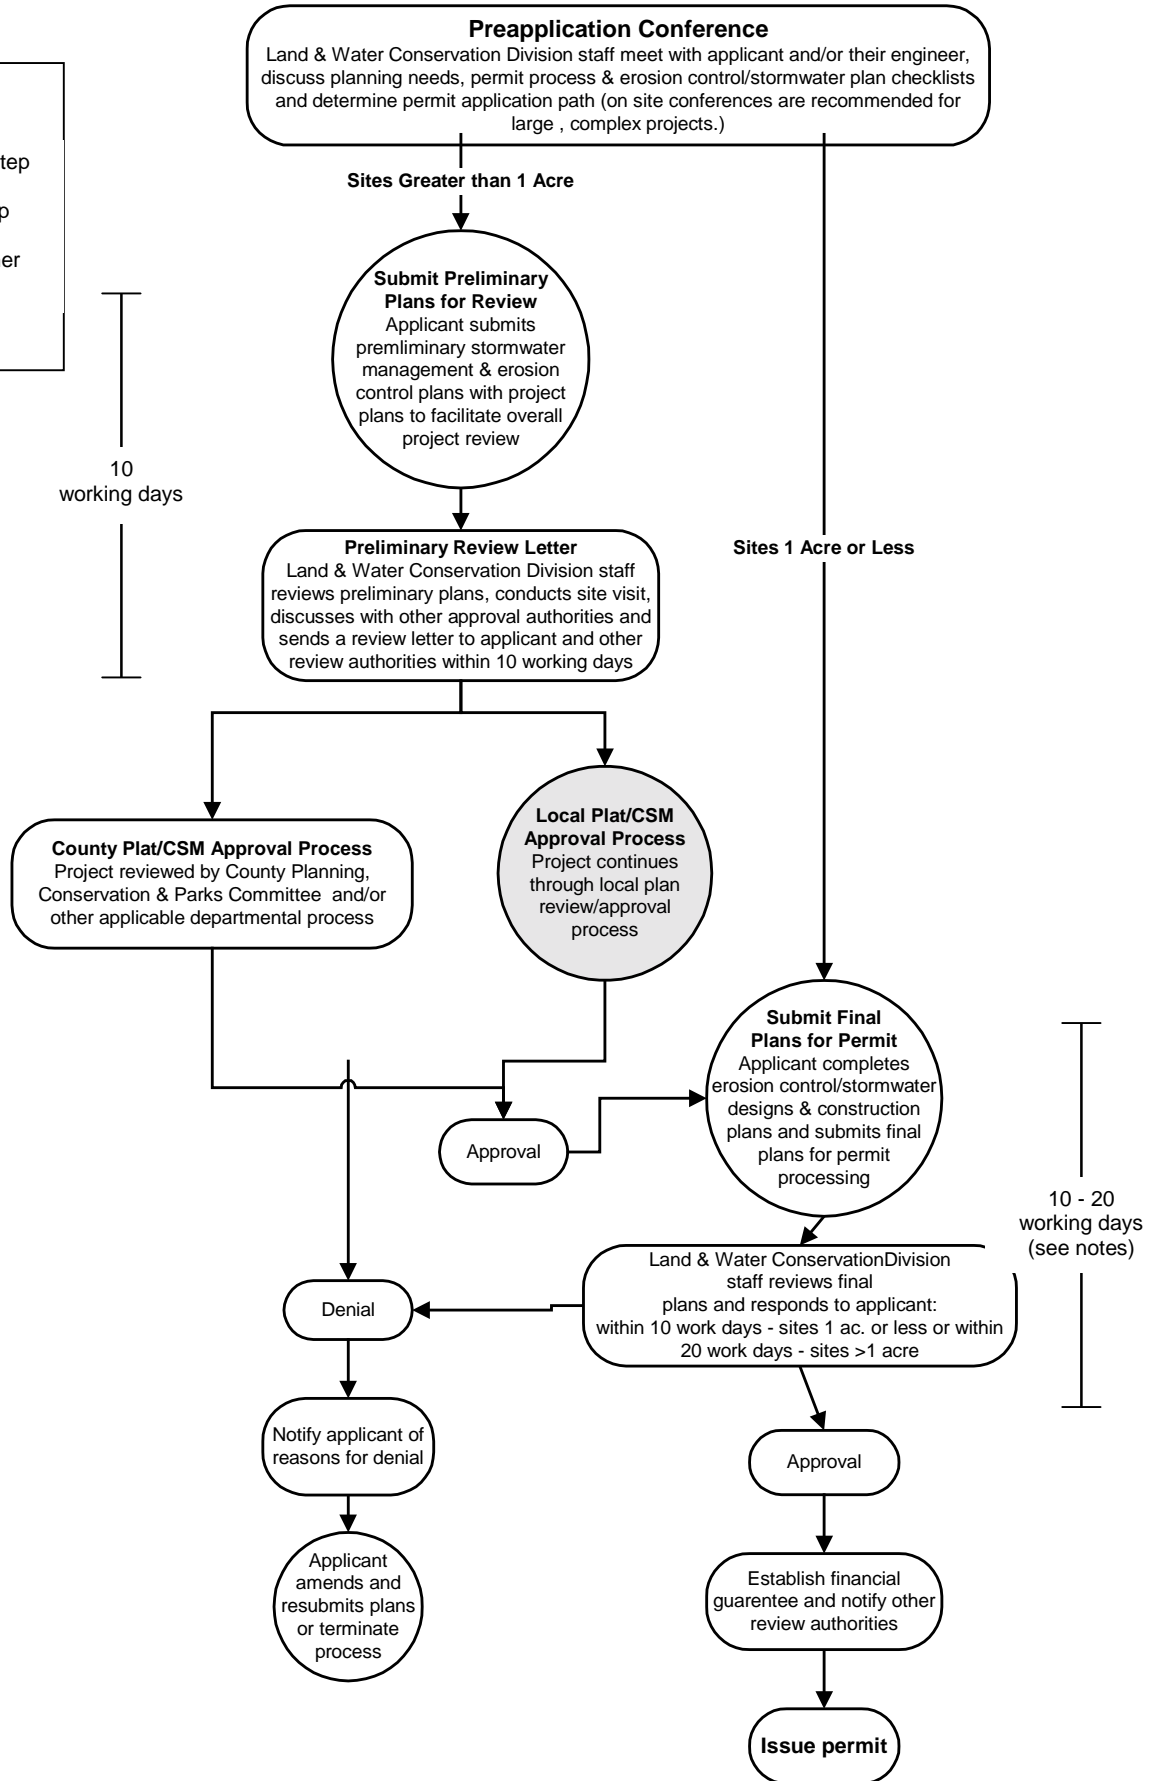 Preapplication Conference
Land & Water Conservation Division staff meet with applicant and/or their engineer,
discuss planning needs, permit process & erosion control/stormwater plan checklists
and determine permit application path (on site conferences are recommended for
large , complex projects.)
Sites Greater than 1 Acre
Submit Preliminary
Plans for Review
Applicant submits
premliminary stormwater
management & erosion
control plans with project
plans to facilitate overall
project review
10
working days
Preliminary Review Letter
Land & Water Conservation Division staff
reviews preliminary plans, conducts site visit,
discusses with other approval authorities and
sends a review letter to applicant and other
review authorities within 10 working days
Sites 1 Acre or Less
County Plat/CSM Approval Process
Project reviewed by County Planning,
Conservation & Parks Committee and/or
other applicable departmental process
Local Plat/CSM
Approval Process
Project continues
through local plan
review/approval
process
Submit Final
Plans for Permit
Applicant completes
erosion control/stormwater
designs & construction
plans and submits final
plans for permit
processing
Approval
10 - 20
working days
(see notes)
Land & Water ConservationDivision
staff reviews final
plans and responds to applicant:
within 10 work days - sites 1 ac. or less or within
20 work days - sites >1 acre
Denial
Notify applicant of
reasons for denial
Applicant
amends and
resubmits plans
or terminate
process
Approval
Establish financial
guarentee and notify other
review authorities
Issue permit